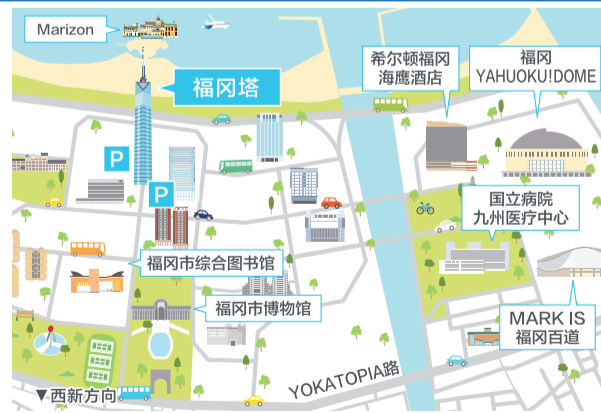 Marizon
福冈塔
希尔顿福冈
海鹰酒店
福冈
YAHUOKU!DOME
P
P
国立病院
九州医疗中心
福冈市综合图书馆
福冈市博物馆
MARK IS
福冈百道
YOKATOPIA路
▼西新方向